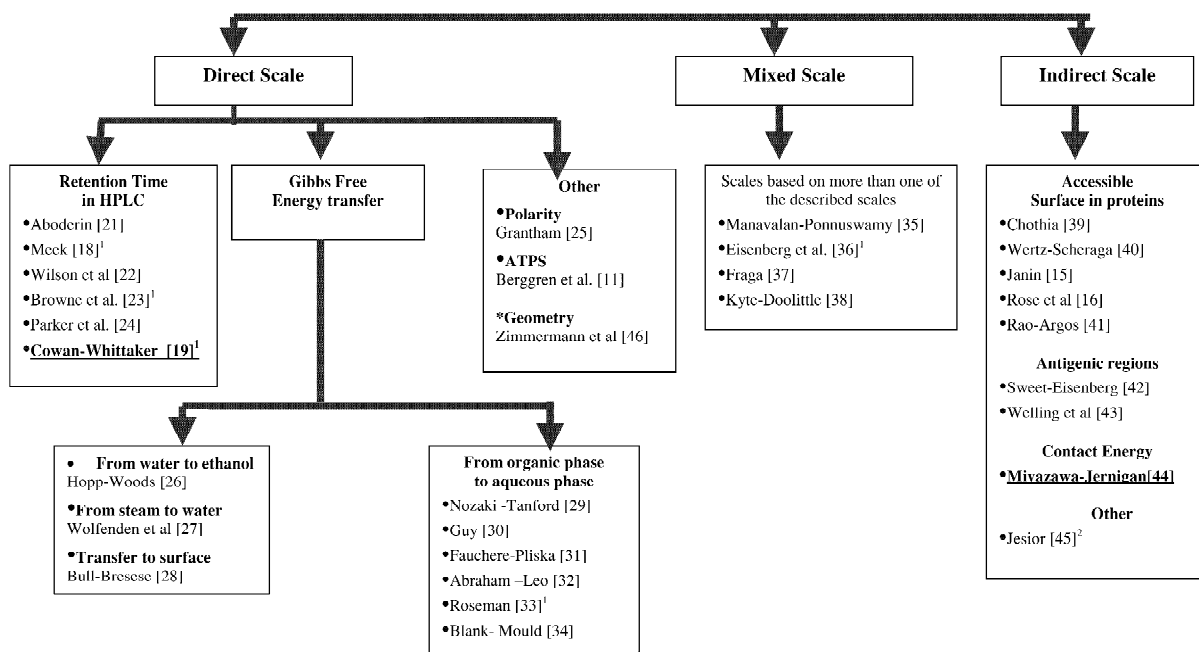 Direct Scale
Mixed Scale
Indirect Scale
Retention Time
in HPLC
•Aboderin [21]
•Meek [18]¹
•Wilson et al [22]
•Browne et al. [23]¹
•Parker et al. [24]
•Cowan-Whittaker [19]¹
Gibbs Free
Energy transfer
Other
•Polarity
Grantham [25]
•ATPS
Berggren et al. [11]
*Geometry
Zimmermann et al [46]
Scales based on more than one of
the described scales
•Manavalan-Ponnuswamy [35]
•Eisenberg et al. [36]¹
•Fraga [37]
•Kyte-Doolittle [38]
Accessible
Surface in proteins
•Chothia [39]
•Wertz-Scheraga [40]
•Janin [15]
•Rose et al [16]
•Rao-Argos [41]
Antigenic regions
•Sweet-Eisenberg [42]
•Welling et al [43]
Contact Energy
•Miyazawa-Jernigan[44]
Other
•Jesior [45]²
• From water to ethanol
Hopp-Woods [26]
•From steam to water
Wolfenden et al [27]
•Transfer to surface
Bull-Bresese [28]
From organic phase
to aqueous phase
•Nozaki -Tanford [29]
•Guy [30]
•Fauchere-Pliska [31]
•Abraham –Leo [32]
•Roseman [33]¹
•Blank- Mould [34]